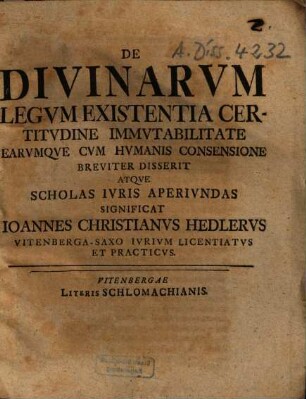 2.
A. Diss. 4232
DE
DIVINARVM
LEGVM EXISTENTIA CER-
TITVDINE IMMVTABILITATE
EARVMQVE CVM HVMANIS CONSENSIONE
BREVITER DISSERIT
ATQVE
SCHOLAS IVRIS APERIVNDAS
SIGNIFICAT
IOANNES CHRISTIANVS HEDLERVS
VITENBERGA-SAXO IVRIVM LICENTIATVS
ET PRACTICVS.
VITENBERGAE
LITERIS SCHLOMACHIANIS.